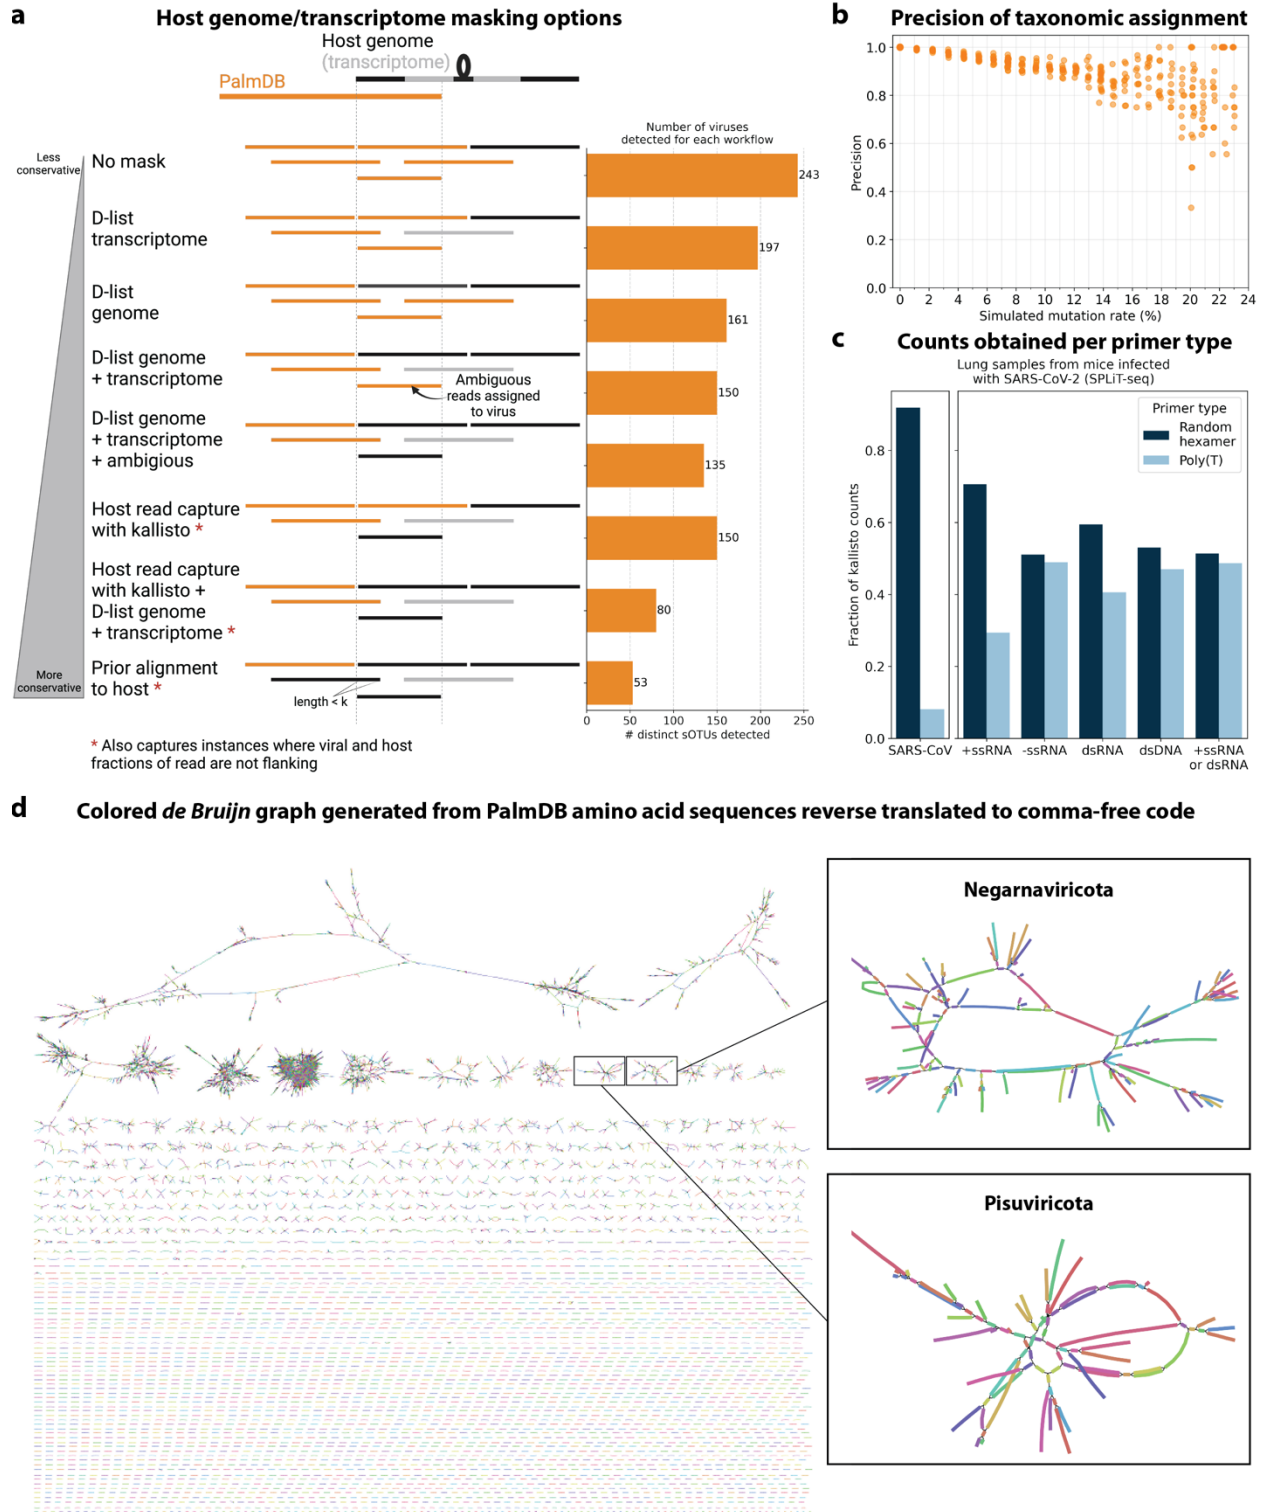 a
Host genome/transcriptome masking options
Host genome
(transcriptome)
PalmDB
Less
conservative
More
conservative
No mask
D-list
transcriptome
D-list
genome
D-list genome
+ transcriptome
Ambiguous
reads assigned
to virus
D-list genome
+ transcriptome
+ ambigious
Host read capture
with kallisto *
Host read capture
with kallisto +
D-list genome
+ transcriptome *
Prior alignment
to host *
length < k
* Also captures instances where viral and host
fractions of read are not flanking
Number of viruses
detected for each workflow
243
197
161
150
135
150
80
53
0 50 100 150 200 250
# distinct sOTUs detected
b
Precision of taxonomic assignment
Precision
1.0
0.8
0.6
0.4
0.2
0.0
0 2 4 6 8 10 12 14 16 18 20 22 24
Simulated mutation rate (%)
c
Counts obtained per primer type
Lung samples from mice infected
with SARS-CoV-2 (SPLiT-seq)
Primer type
Random
hexamer
Poly(T)
Fraction of kallisto counts
0.8
0.6
0.4
0.2
0.0
SARS-CoV +ssRNA -ssRNA dsRNA dsDNA +ssRNA
or dsRNA
d
Colored de Bruijn graph generated from PalmDB amino acid sequences reverse translated to comma-free code
Negarnaviricota
Pisuviricota